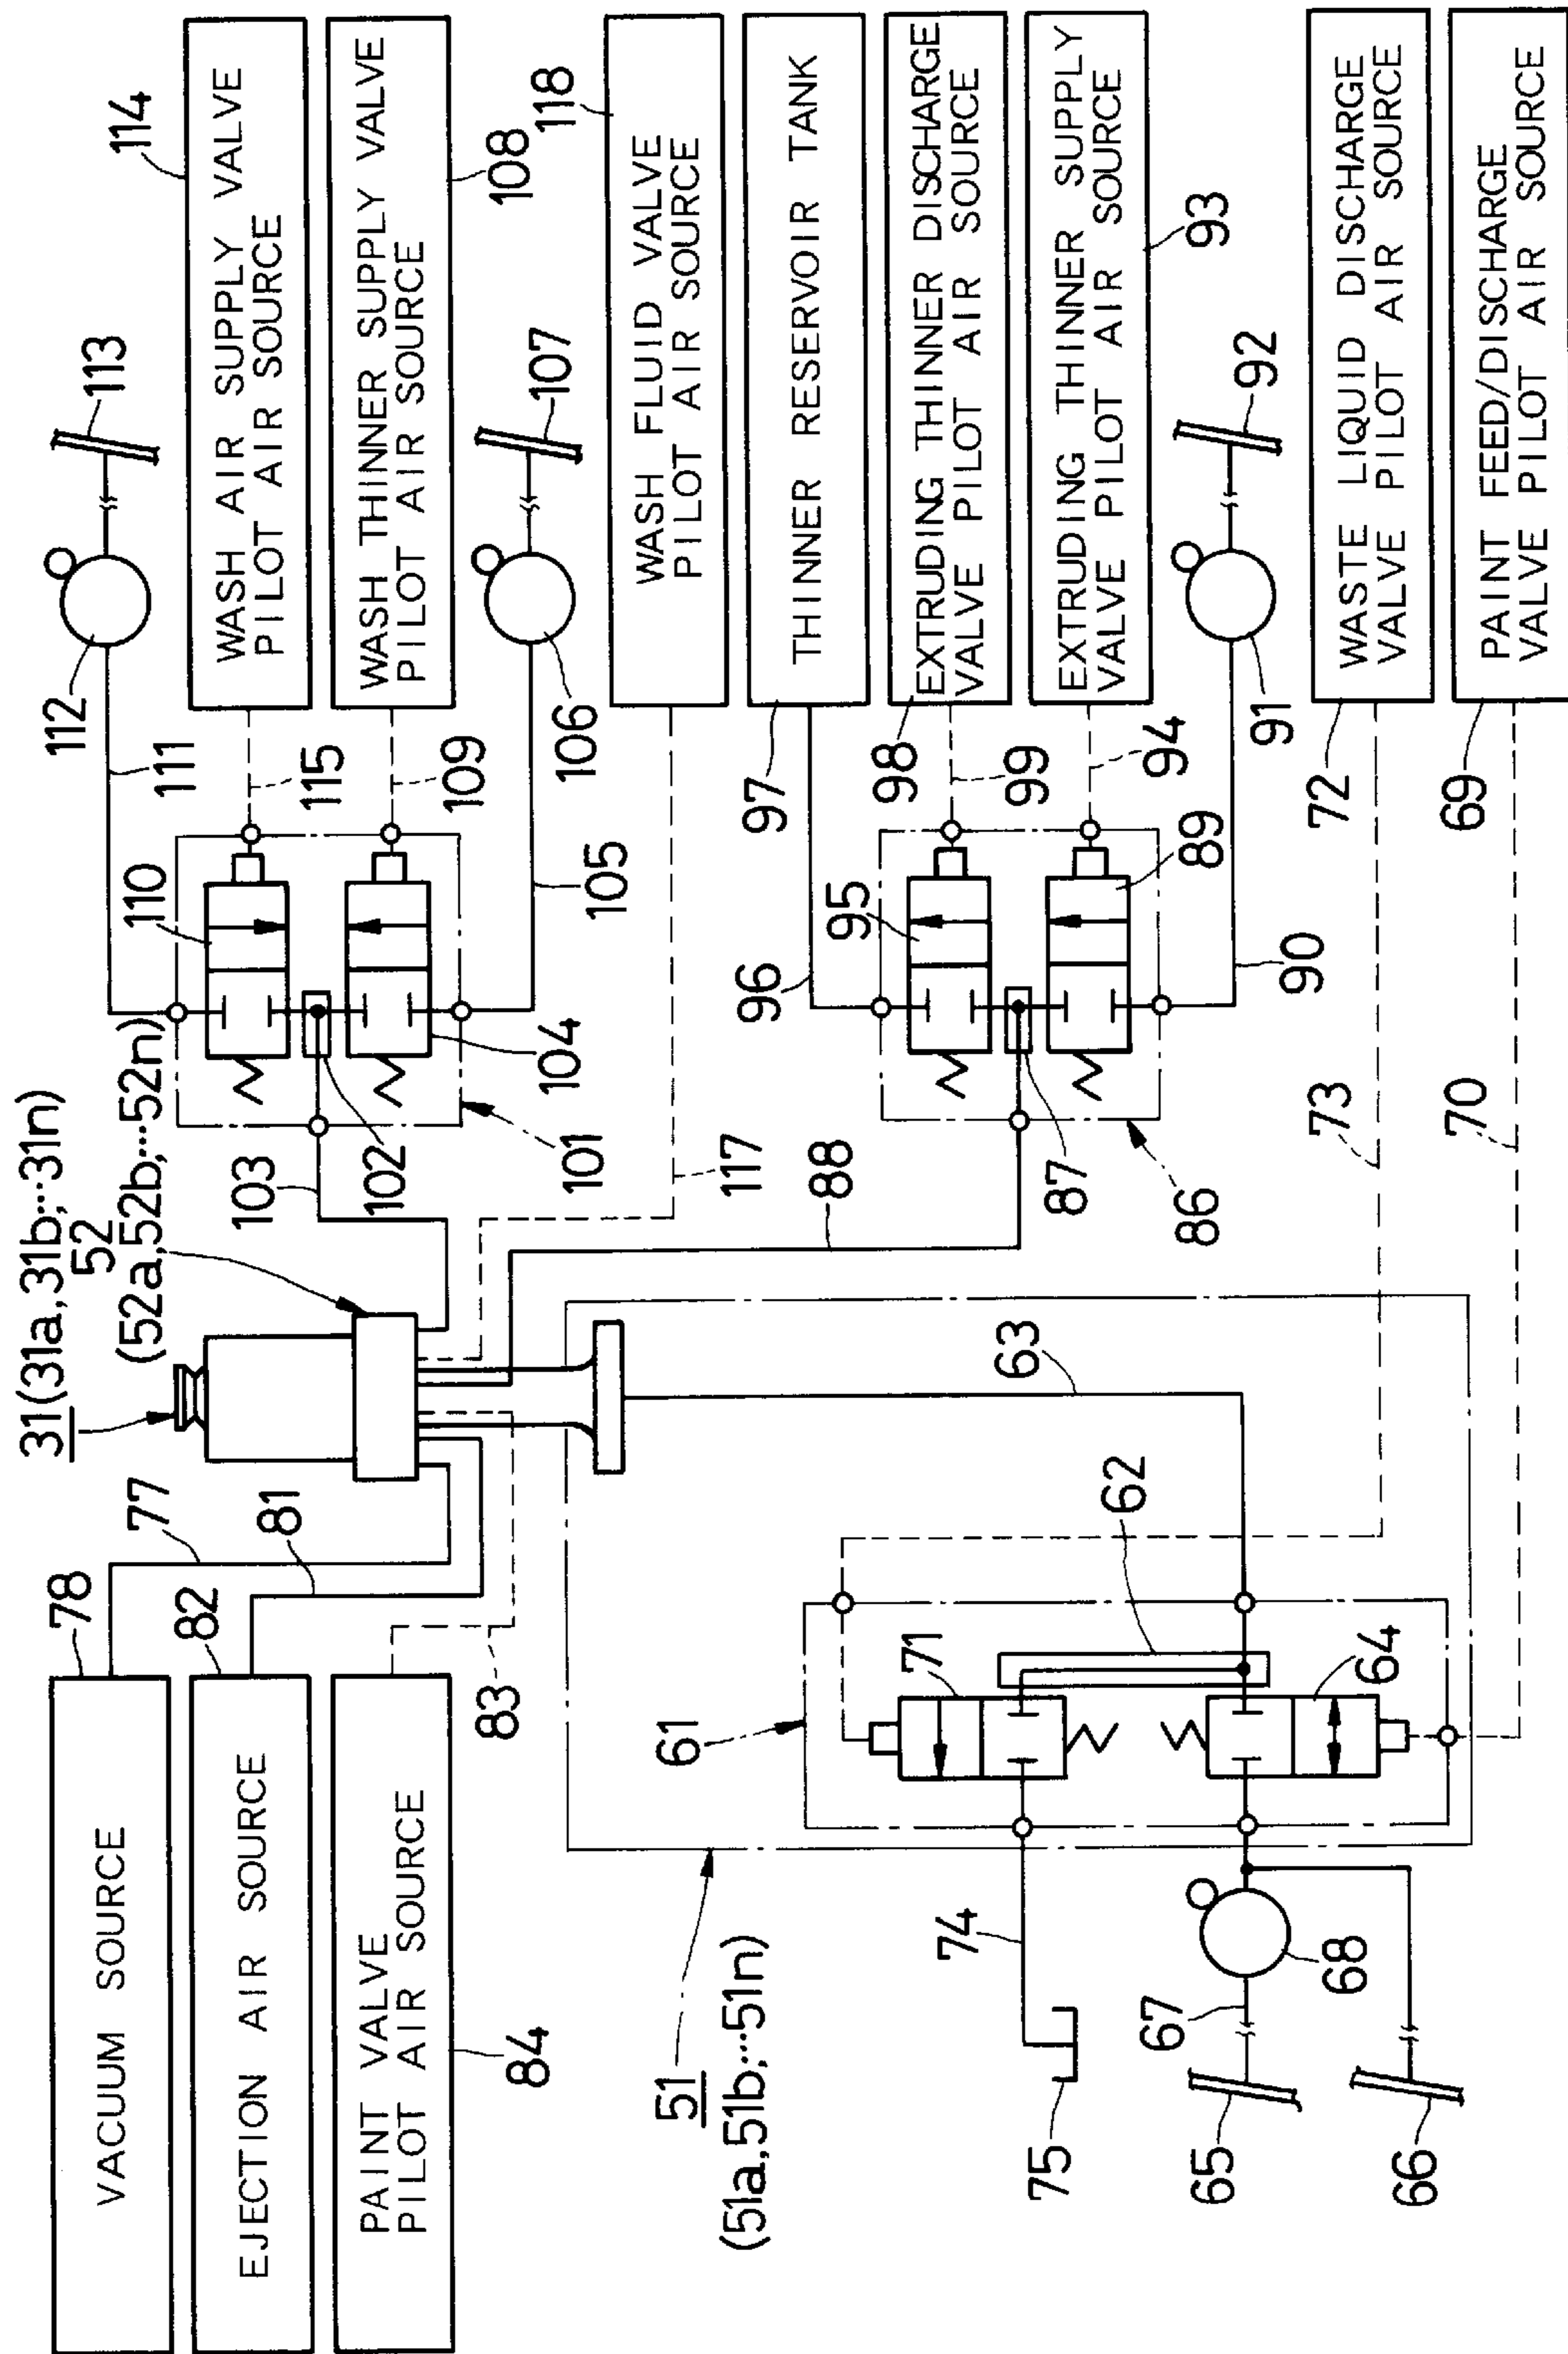 31(31a,31b,···31n)
52
(52a,52b,···52n)
78
VACUUM SOURCE
77
82
EJECTION AIR SOURCE
81
PAINT VALVE
PILOT AIR SOURCE
83
84
103
102
101
110
104
111
112
113
114
WASH AIR SUPPLY VALVE
PILOT AIR SOURCE
115
WASH THINNER SUPPLY VALVE
PILOT AIR SOURCE
108
109
105
106
107
118
WASH FLUID VALVE
PILOT AIR SOURCE
117
88
97
THINNER RESERVOIR TANK
96
95
98
EXTRUDING THINNER DISCHARGE
VALVE PILOT AIR SOURCE
99
EXTRUDING THINNER SUPPLY
VALVE PILOT AIR SOURCE
93
94
89
87
86
90
91
92
63
62
61
71
64
51
(51a,51b,···51n)
74
75
67
68
65
66
72
WASTE LIQUID DISCHARGE
VALVE PILOT AIR SOURCE
73
69
PAINT FEED/DISCHARGE
VALVE PILOT AIR SOURCE
70